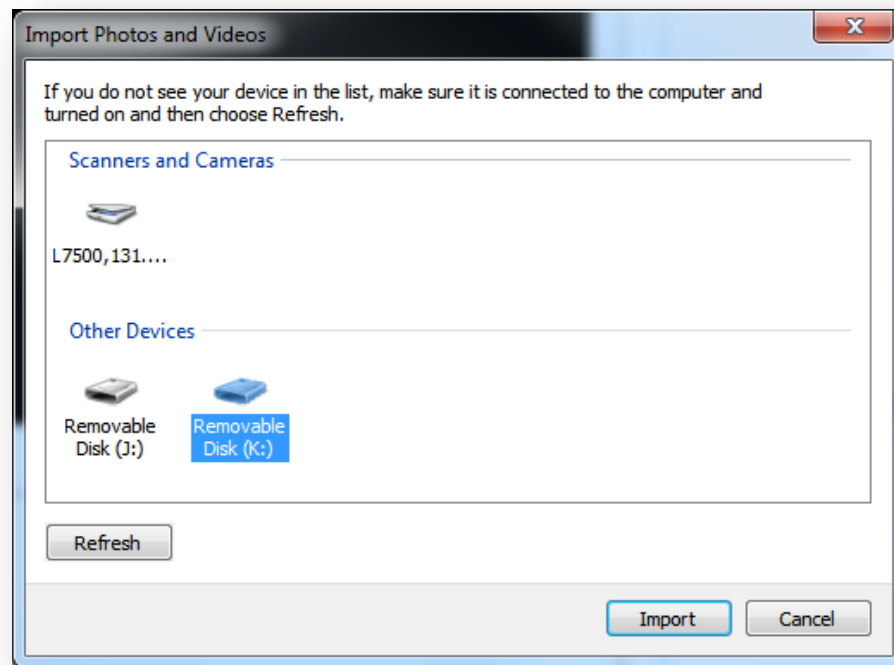 Import Photos and Videos
If you do not see your device in the list, make sure it is connected to the computer and
turned on and then choose Refresh.
Scanners and Cameras
L7500,131....
Other Devices
Removable
Disk (J:)
Removable
Disk (K:)
Refresh
Import
Cancel